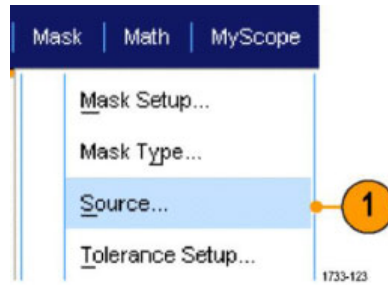 Mask | Math | MyScope
Mask Setup...
Mask Type...
Source...
1
Tolerance Setup...
1733-123